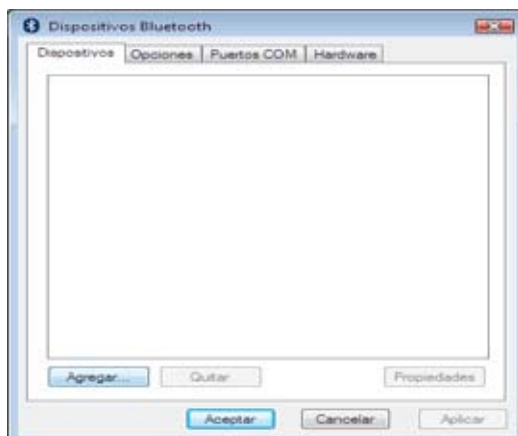 Dispositivos Bluetooth
Dispositivos Opciones Puertos COM Hardware
Agregar... Quitar Propiedades
Aceptar Cancelar Aplicar